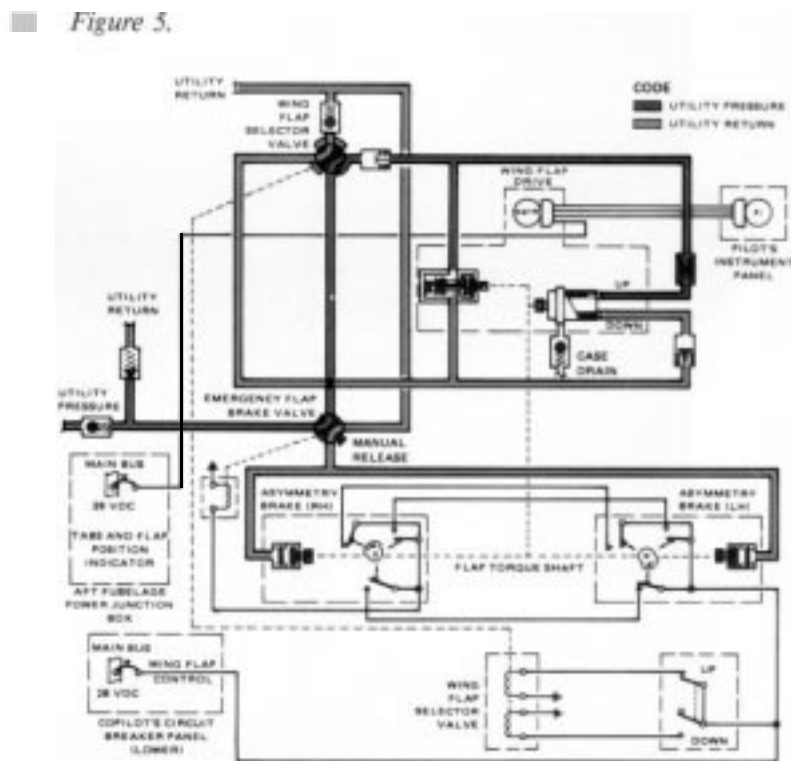 Figure 5.
UTILITY
RETURN
WING
FLAP
SELECTOR
VALVE
CODE
UTILITY PRESSURE
UTILITY RETURN
WING FLAP
DRIVE
PILOT'S
INSTRUMENT
PANEL
UP
DOWN
CASE
DRAIN
UTILITY
RETURN
UTILITY
PRESSURE
EMERGENCY FLAP
BRAKE VALVE
MANUAL
RELEASE
MAIN BUS
28 VDC
TABS AND FLAP
POSITION
INDICATOR
AFT FUSELAGE
POWER JUNCTION
BOX
ASYMMETRY
BRAKE (RH)
ASYMMETRY
BRAKE (LH)
FLAP TORQUE SHAFT
MAIN BUS
WING FLAP
CONTROL
28 VDC
COPILOT'S CIRCUIT
BREAKER PANEL
(LOWER)
WING
FLAP
SELECTOR
VALVE
UP
DOWN